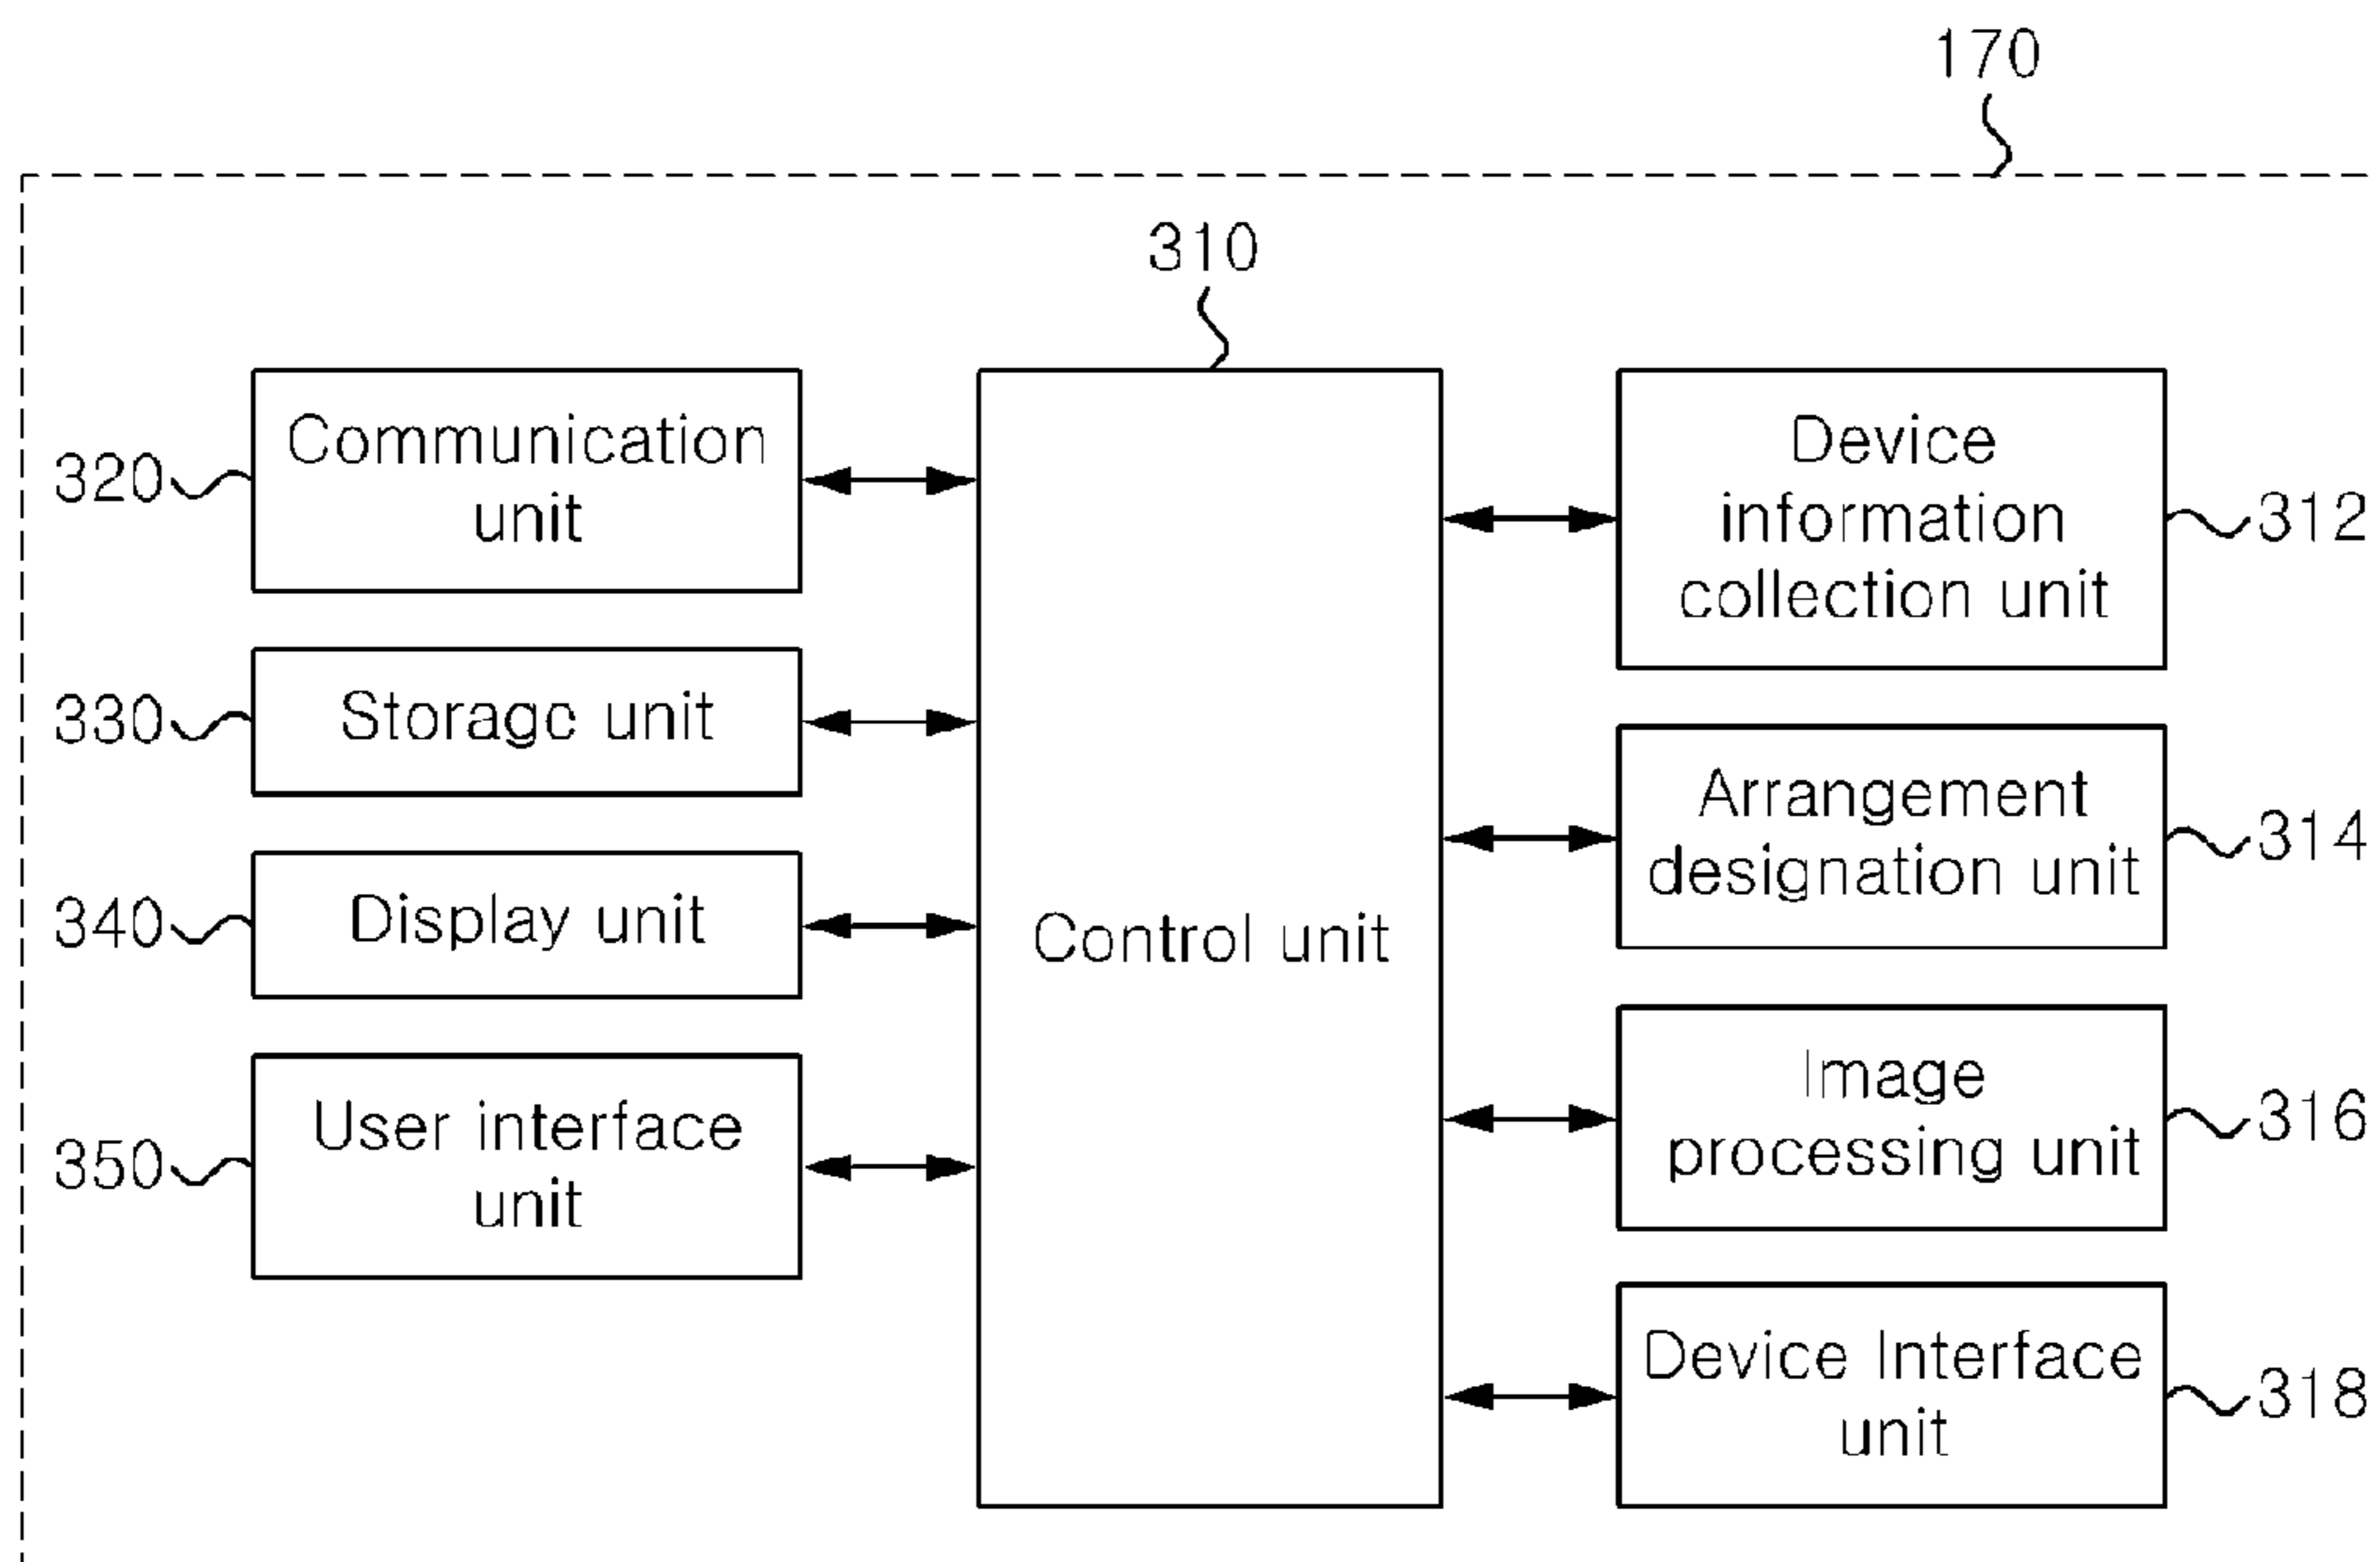 170
310
320
Communication
unit
330
Storage unit
340
Display unit
350
User interface
unit
Control unit
Device
information
collection unit
312
Arrangement
designation unit
314
Image
processing unit
316
Device Interface
unit
318